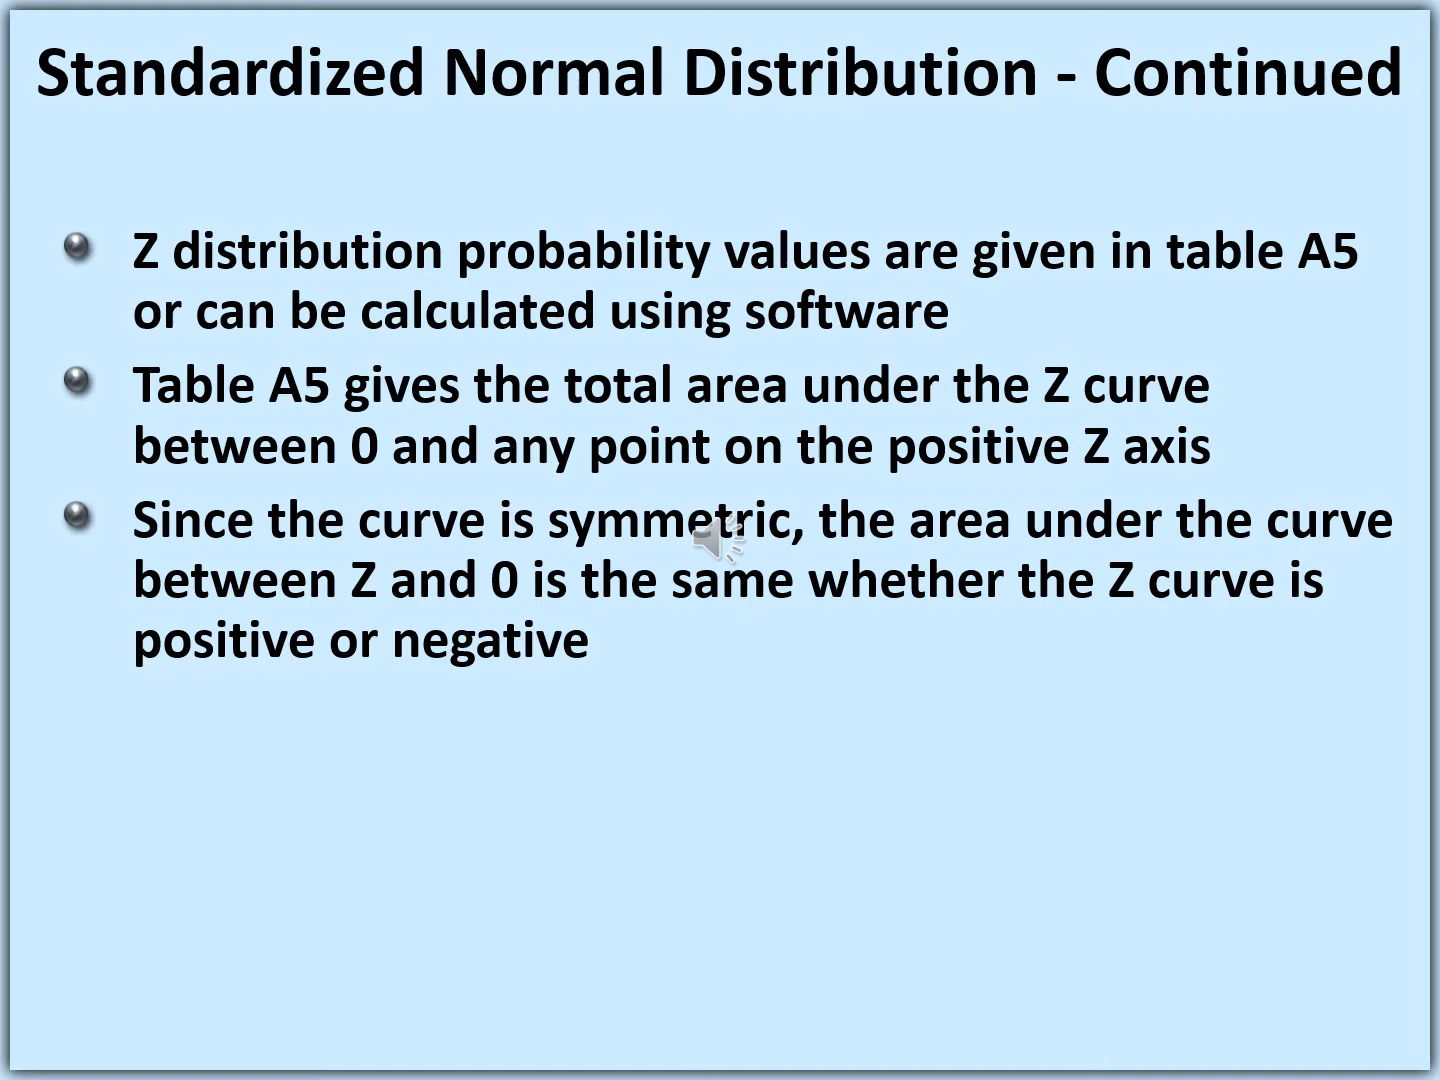 Standardized Normal Distribution - Continued
Z distribution probability values are given in table A5
or can be calculated using software
Table A5 gives the total area under the Z curve
between 0 and any point on the positive Z axis
Since the curve is symmetric, the area under the curve
between Z and 0 is the same whether the Z curve is
positive or negative